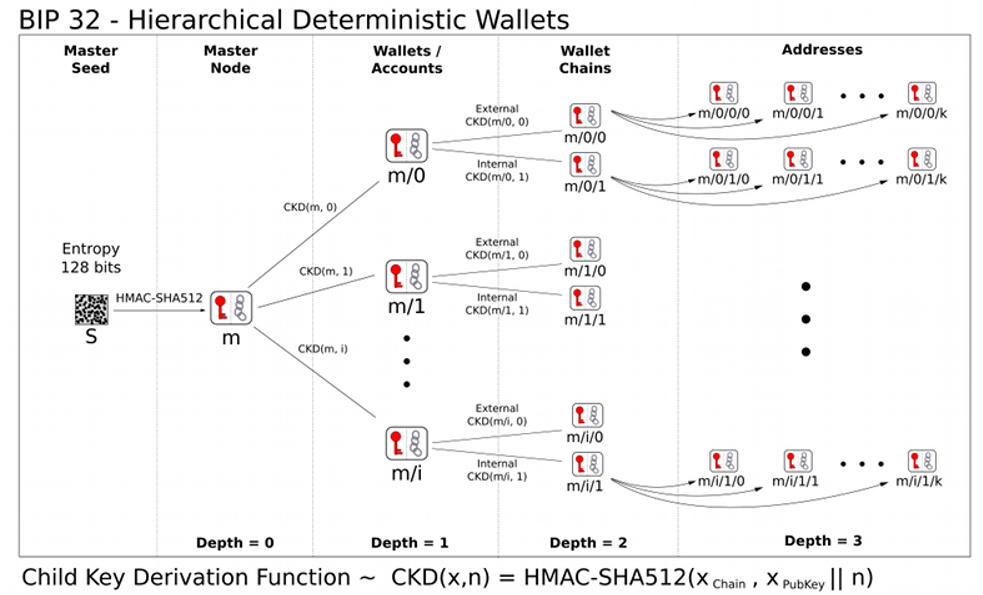 BIP 32 - Hierarchical Deterministic Wallets
Master
Seed
Master
Node
Wallets /
Accounts
Wallet
Chains
Addresses
Entropy
128 bits
S
HMAC-SHA512
m
CKD(m, 0)
CKD(m, 1)
CKD(m, i)
m/0
m/1
m/i
External
CKD(m/0, 0)
Internal
CKD(m/0, 1)
External
CKD(m/1, 0)
Internal
CKD(m/1, 1)
External
CKD(m/i, 0)
Internal
CKD(m/i, 1)
m/0/0
m/0/1
m/1/0
m/1/1
m/i/0
m/i/1
m/0/0/0
m/0/0/1
m/0/0/k
m/0/1/0
m/0/1/1
m/0/1/k
m/i/1/0
m/i/1/1
m/i/1/k
Depth = 0
Depth = 1
Depth = 2
Depth = 3
Child Key Derivation Function ~ CKD(x,n) = HMAC-SHA512(x Chain , x PubKey || n)